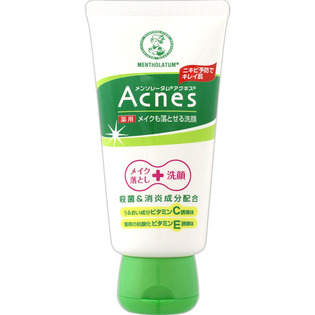 MENTHOLATUM®
ニキビ予防で
キレイ肌
メンソレータム®アクネス®
Acnes
薬用 メイクも落とせる洗顔
メイク
落とし + 洗顔
殺菌&消炎成分配合
うるおい成分ビタミンC誘導体
製剤の抗酸化ビタミンE誘導体